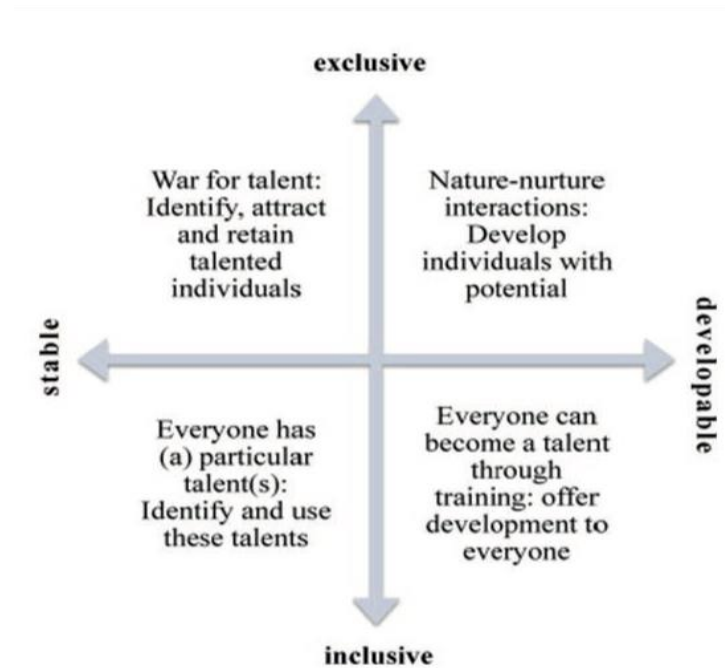 exclusive
War for talent:
Identify, attract
and retain
talented
individuals
Nature-nurture
interactions:
Develop
individuals with
potential
stable
developable
Everyone has
(a) particular
talent(s):
Identify and use
these talents
Everyone can
become a talent
through
training: offer
development to
everyone
inclusive